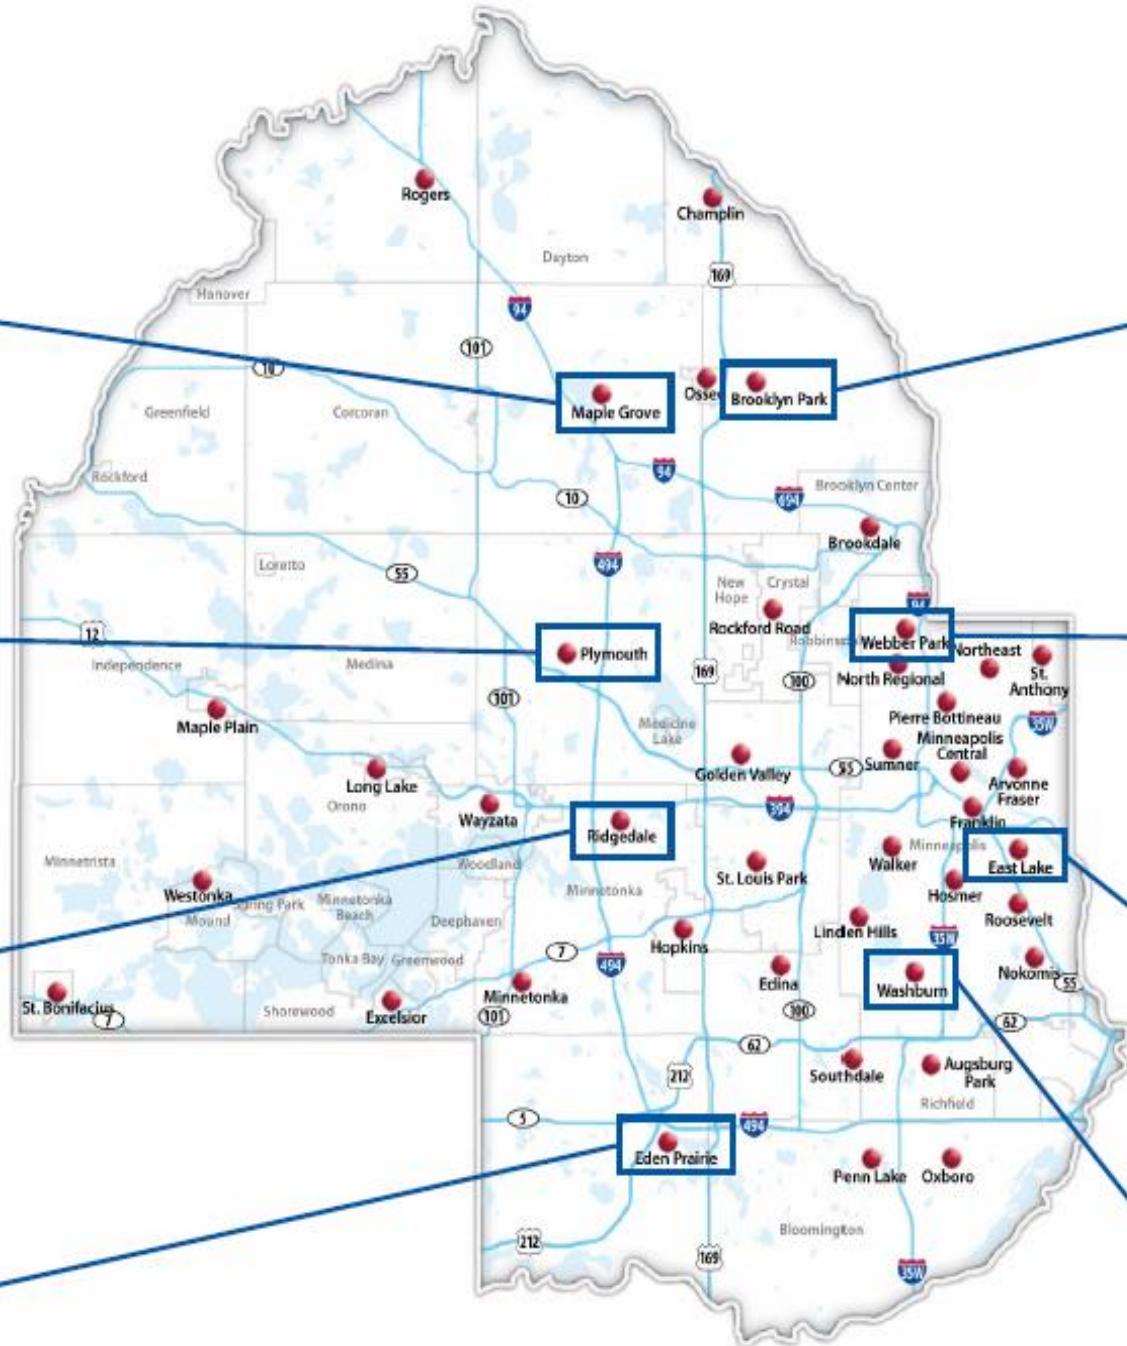 Rogers
Champlin
Dayton
169
Hanover
94
101
10
Maple Grove
Osseo
Brooklyn Park
Greenfield
Corcoran
94
Rockford
10
694
Brooklyn Center
Brookdale
494
Loretto
55
New
Hope
Crystal
94
Rockford Road
12
Webber Park
Northeast
Independence
Medina
Plymouth
169
100
North Regional
St.
Anthony
101
Maple Plain
Medicine
Lake
Pierre Bottineau
35W
Minneapolis
Central
Golden Valley
55
Sumner
Long Lake
Arvonne
Fraser
Orono
Wayzata
394
Franklin
Ridgedale
Minneapolis
Minnetrista
Woodland
Walker
East Lake
St. Louis Park
Westonka
Minnetonka
Hosmer
Spring Park
Minnetonka
Beach
Mound
Deephaven
Roosevelt
Linden Hills
Hopkins
35W
7
Tonka Bay
Greenwood
494
Edina
Nokomis
Minnetonka
Washburn
55
St. Bonifacius
7
Shorewood
Excelsior
101
100
62
62
212
Southdale
Augsburg
Park
Richfield
5
494
Eden Prairie
Penn Lake
Oxboro
Bloomington
212
169
35W